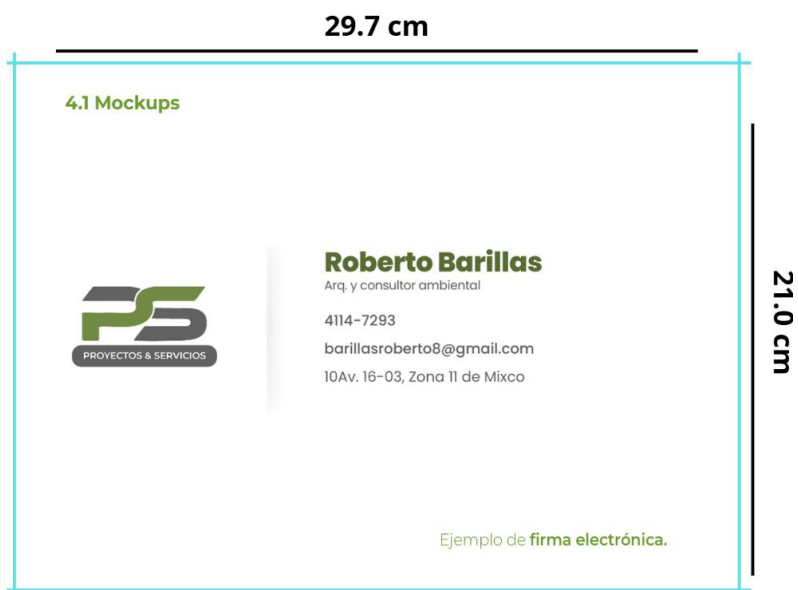 29.7 cm
4.1 Mockups
Roberto Barillas
Arq. y consultor ambiental
PS
PROYECTOS & SERVICIOS
4114-7293
barillasroberto8@gmail.com
10Av. 16-03, Zona 11 de Mixco
21.0 cm
Ejemplo de firma electrónica.